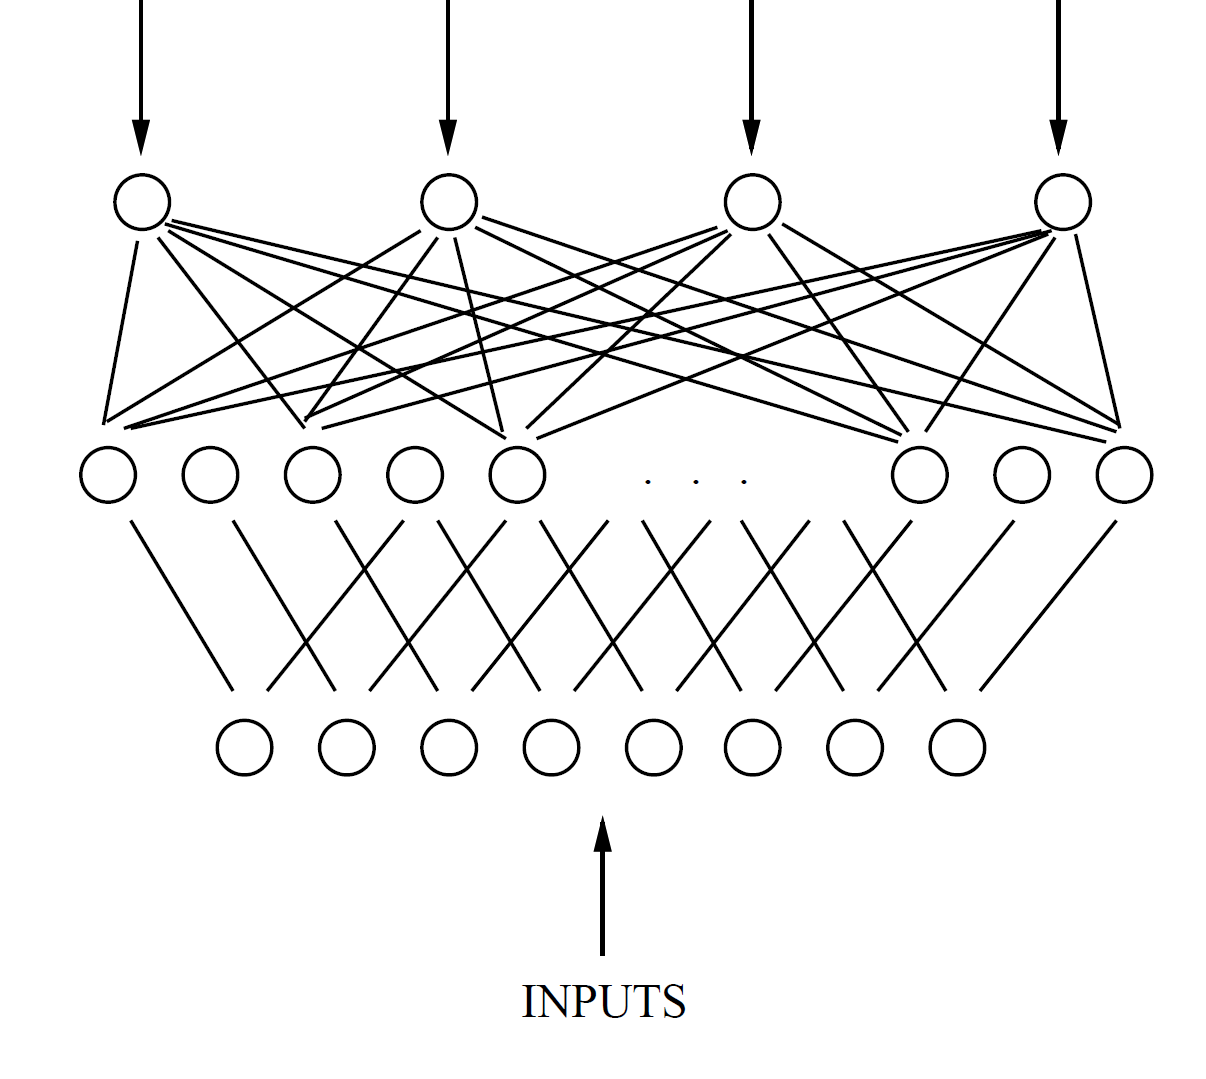 . . .
INPUTS